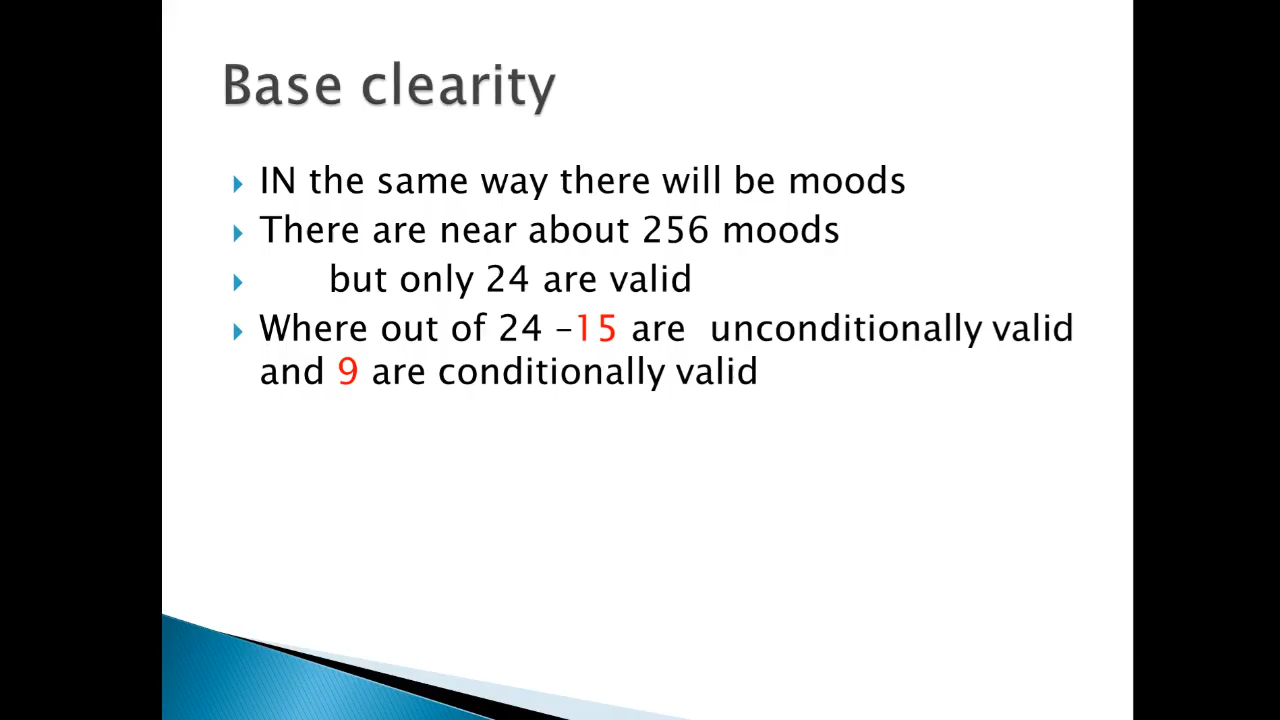 Base clearity
IN the same way there will be moods
There are near about 256 moods
but only 24 are valid
Where out of 24 –15 are unconditionally valid
and 9 are conditionally valid